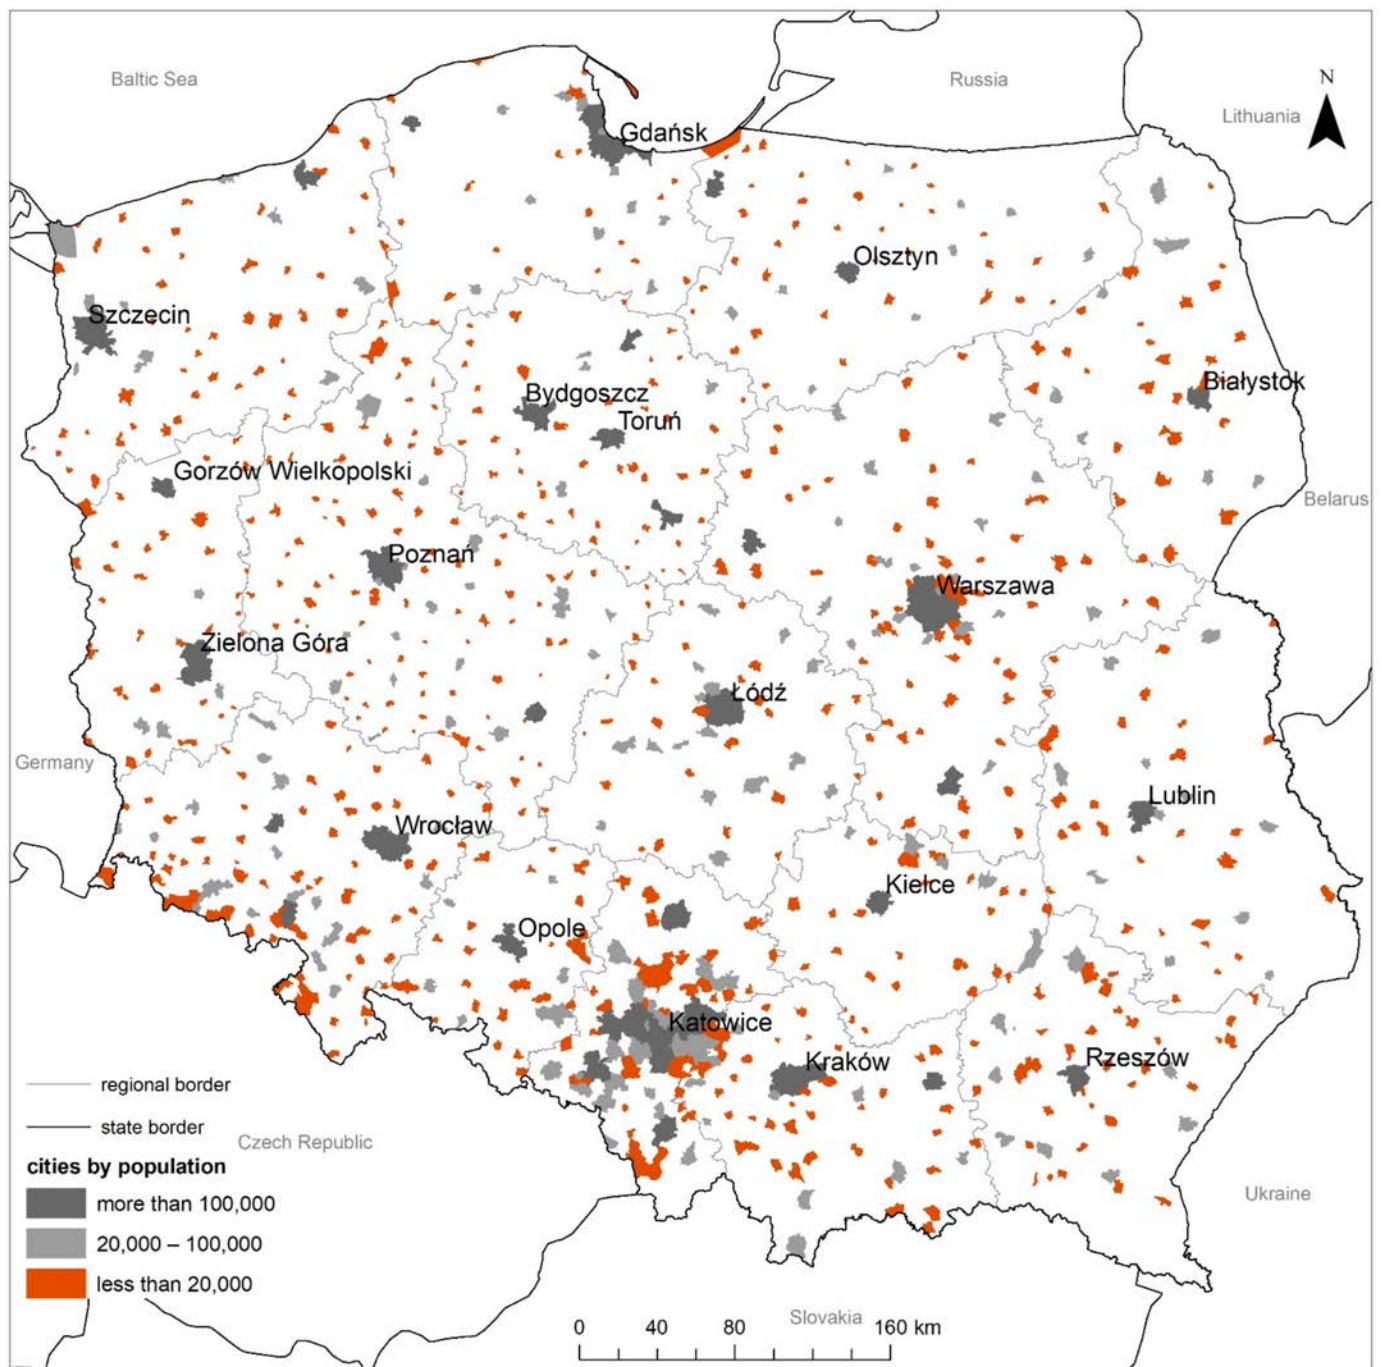 Baltic Sea
Russia
N
Lithuania
Gdańsk
Olsztyn
Szczecin
Białystok
Bydgoszcz
Toruń
Gorzów Wielkopolski
Belarus
Poznań
Warszawa
Zielona Góra
Łódź
Germany
Lublin
Wrocław
Kielce
Opole
Katowice
Kraków
Rzeszów
regional border
state border
Czech Republic
cities by population
more than 100,000
20,000 – 100,000
less than 20,000
Ukraine
Slovakia
0 40 80 160 km